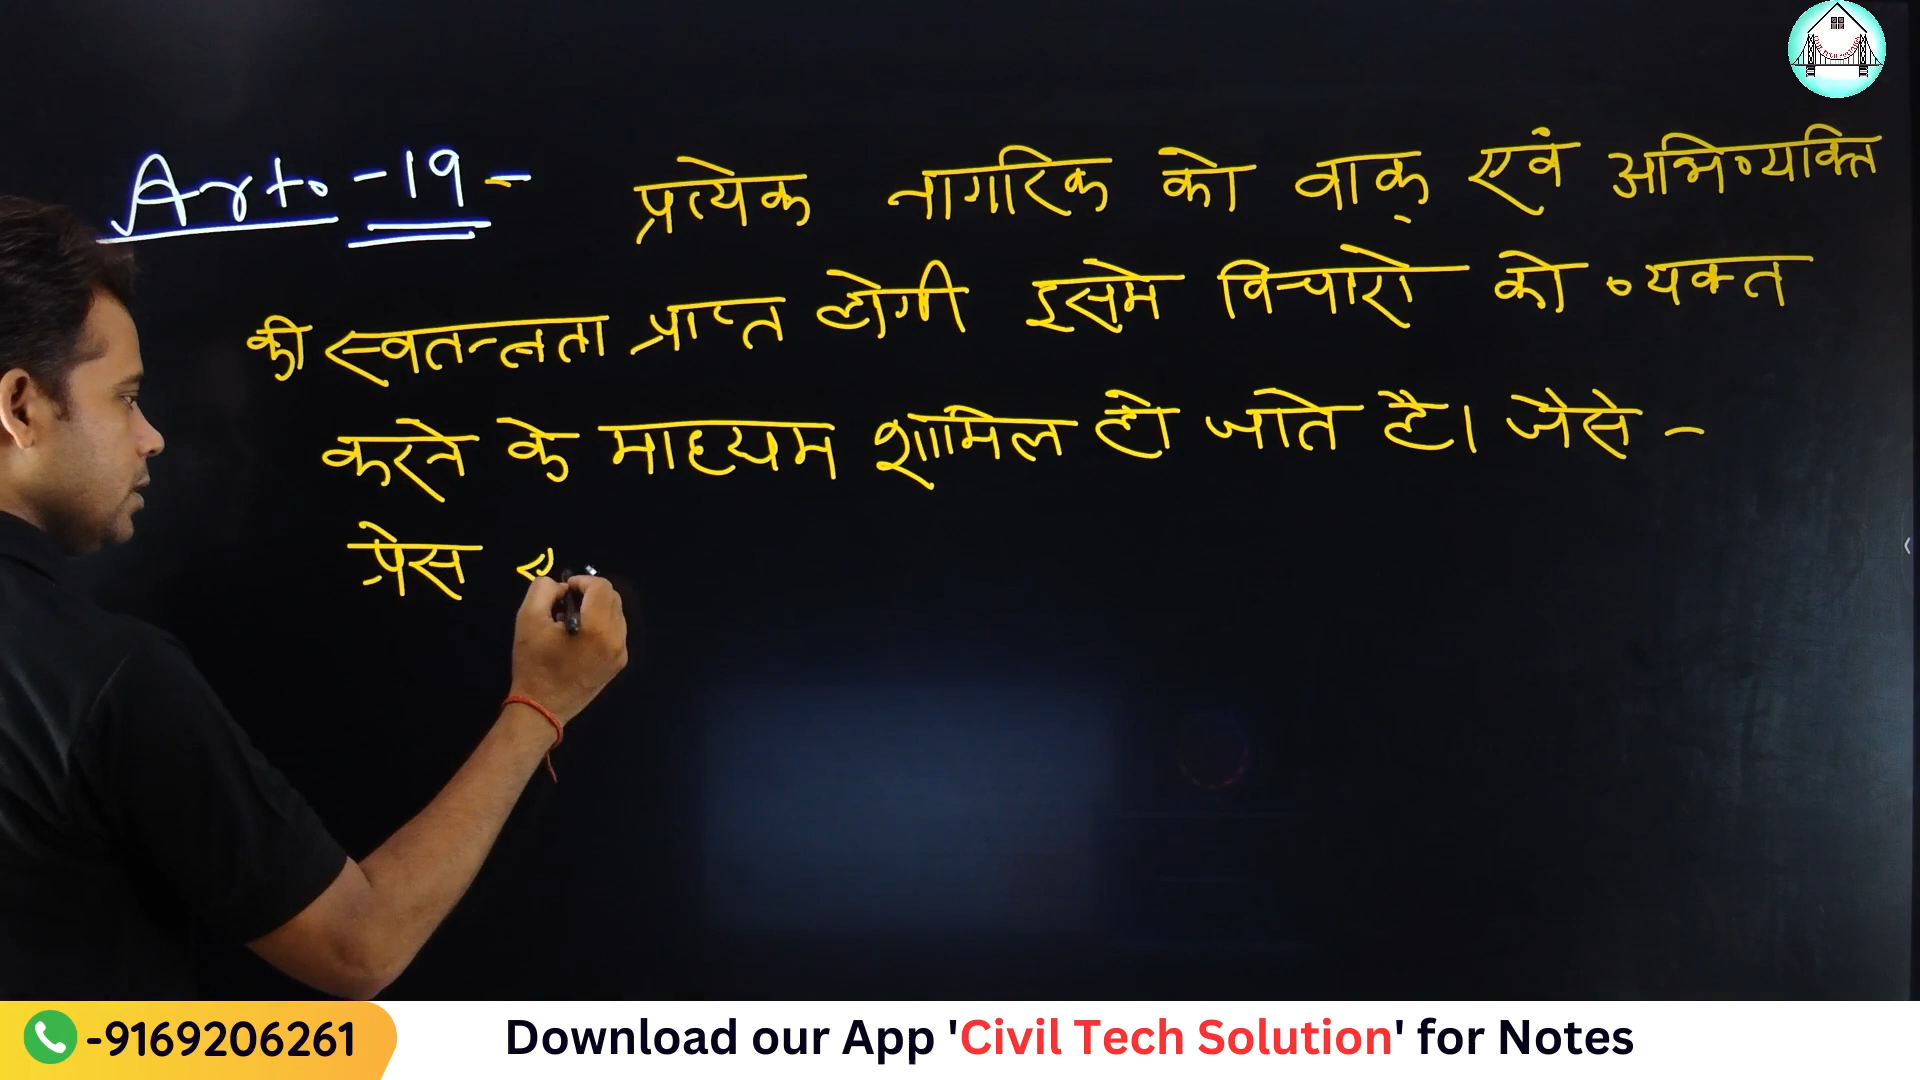 Art. -19- प्रत्येक नागरिक को वाक् एवं अभिव्यक्ति
की स्वतन्त्रता प्राप्त होगी इसमे विचारो को व्यक्त
करने के माध्यम शामिल हो जाते है। जैसे -
प्रेस
-9169206261 Download our App 'Civil Tech Solution' for Notes